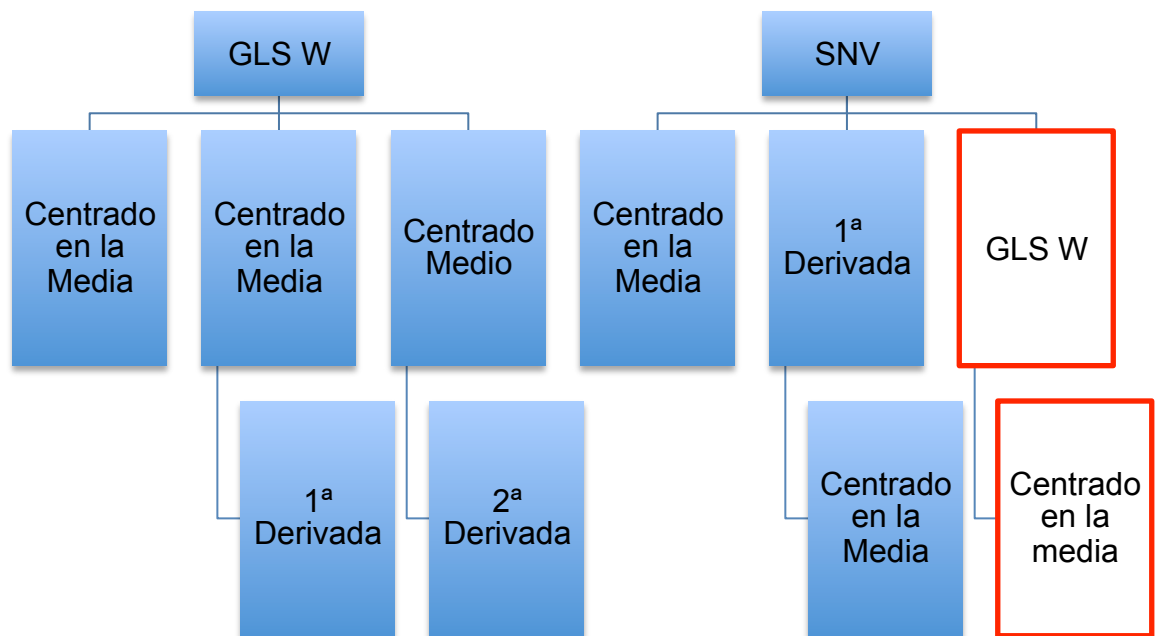 GLS W
SNV
Centrado
en la
Media
Centrado
en la
Media
Centrado
Medio
Centrado
en la
Media
1ª
Derivada
GLS W
1ª
Derivada
2ª
Derivada
Centrado
en la
Media
Centrado
en la
media